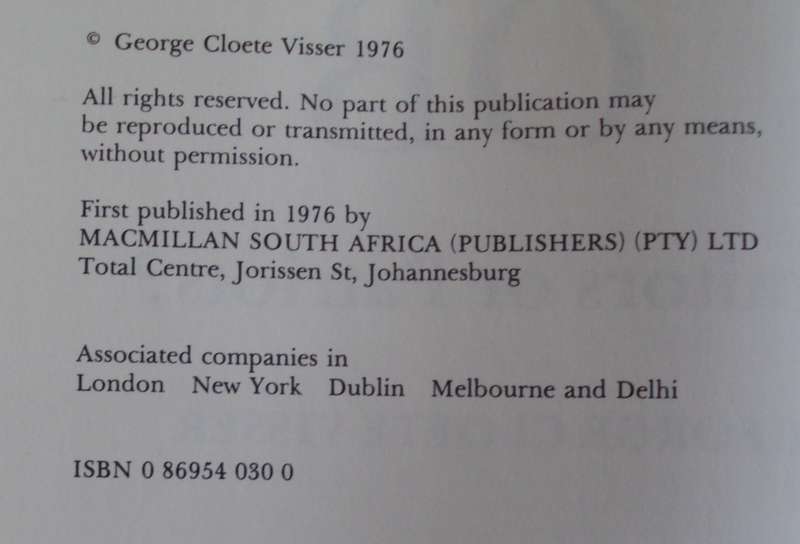 © George Cloete Visser 1976
All rights reserved. No part of this publication may
be reproduced or transmitted, in any form or by any means,
without permission.
First published in 1976 by
MACMILLAN SOUTH AFRICA (PUBLISHERS) (PTY) LTD
Total Centre, Jorissen St, Johannesburg
Associated companies in
London New York Dublin Melbourne and Delhi
ISBN 0 86954 030 0